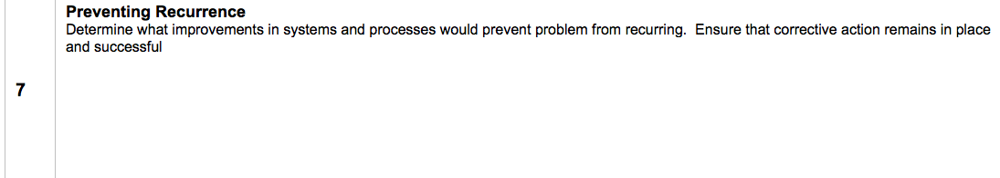 Preventing Recurrence
Determine what improvements in systems and processes would prevent problem from recurring.  Ensure that corrective action remains in place
and successful
7